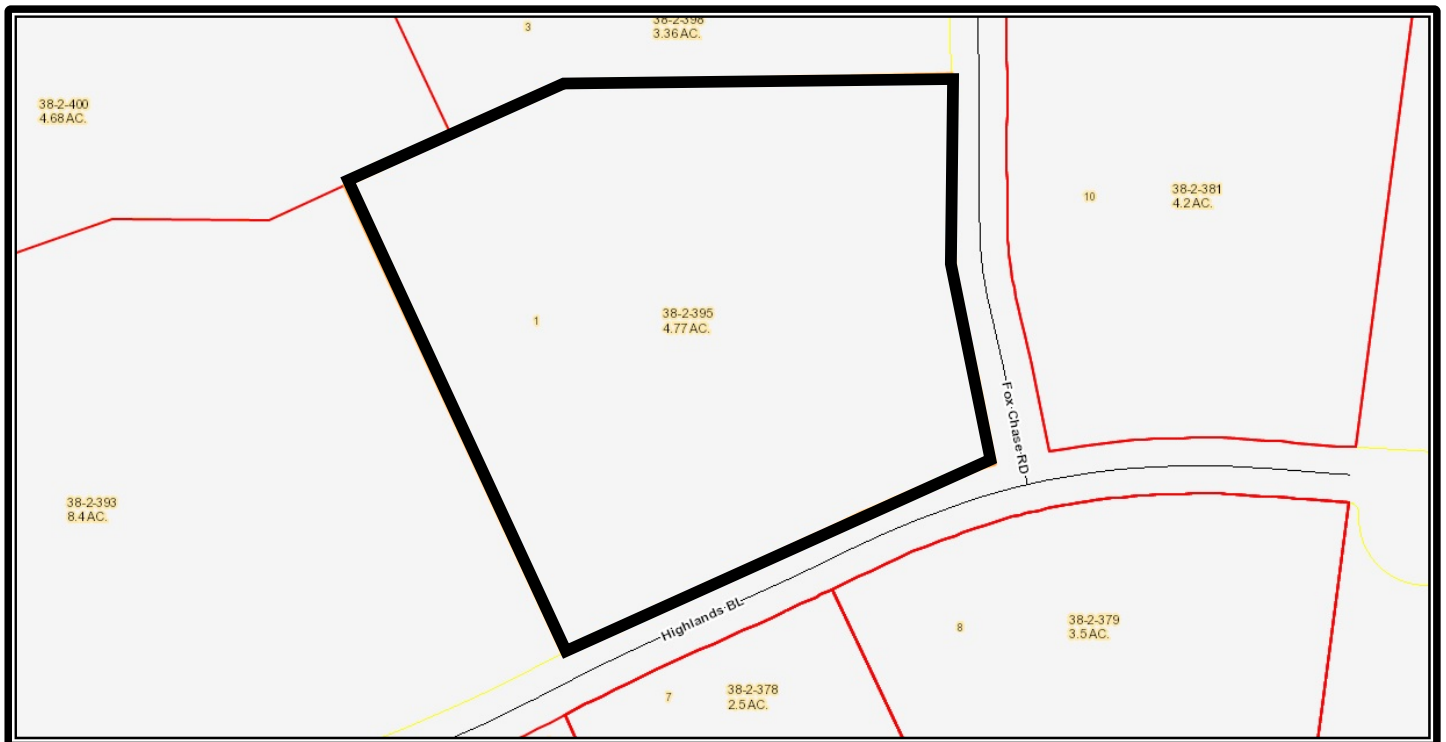 3
38-2-398
3.36 AC.
38-2-400
4.68 AC.
10
38-2-381
4.2 AC.
1
38-2-395
4.77 AC.
Fox Chase RD
38-2-393
8.4 AC.
Highlands BL
8
38-2-379
3.5 AC.
7
38-2-378
2.5 AC.